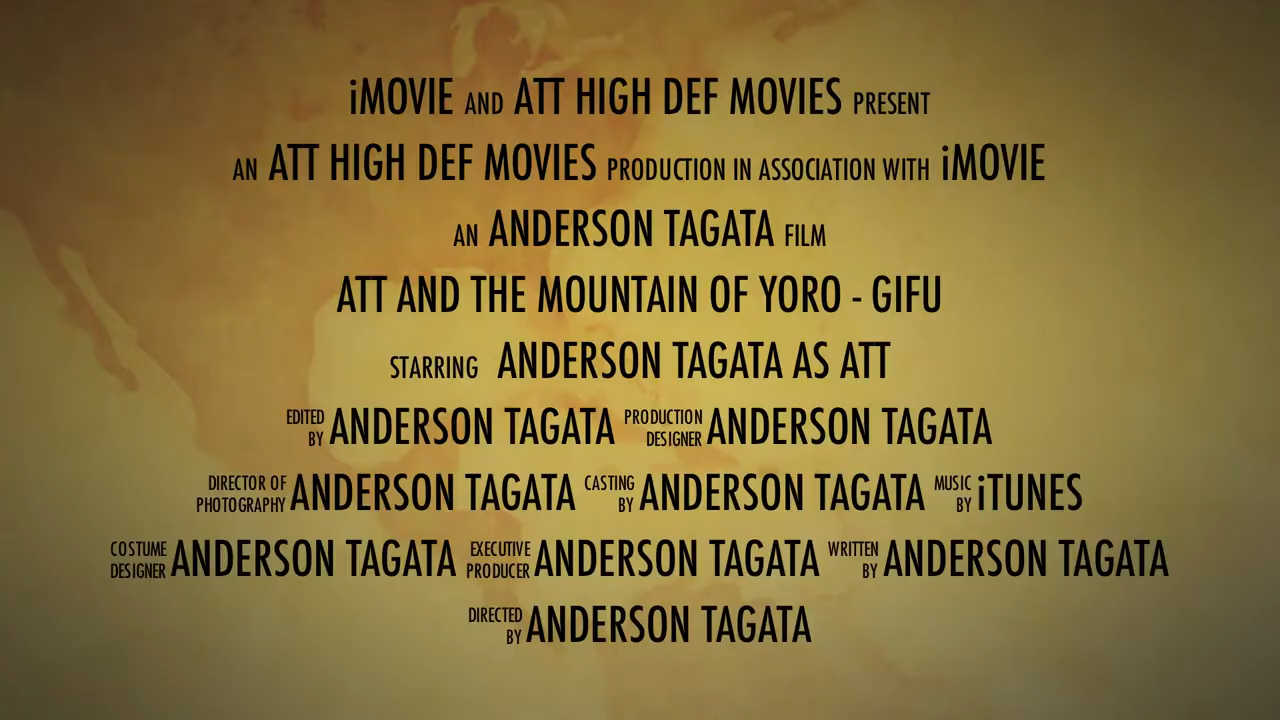 iMOVIE AND ATT HIGH DEF MOVIES PRESENT
AN ATT HIGH DEF MOVIES PRODUCTION IN ASSOCIATION WITH iMOVIE
AN ANDERSON TAGATA FILM
ATT AND THE MOUNTAIN OF YORO - GIFU
STARRING ANDERSON TAGATA AS ATT
EDITED BY ANDERSON TAGATA PRODUCTION DESIGNER ANDERSON TAGATA
DIRECTOR OF PHOTOGRAPHY ANDERSON TAGATA CASTING BY ANDERSON TAGATA MUSIC BY iTUNES
COSTUME DESIGNER ANDERSON TAGATA EXECUTIVE PRODUCER ANDERSON TAGATA WRITTEN BY ANDERSON TAGATA
DIRECTED BY ANDERSON TAGATA